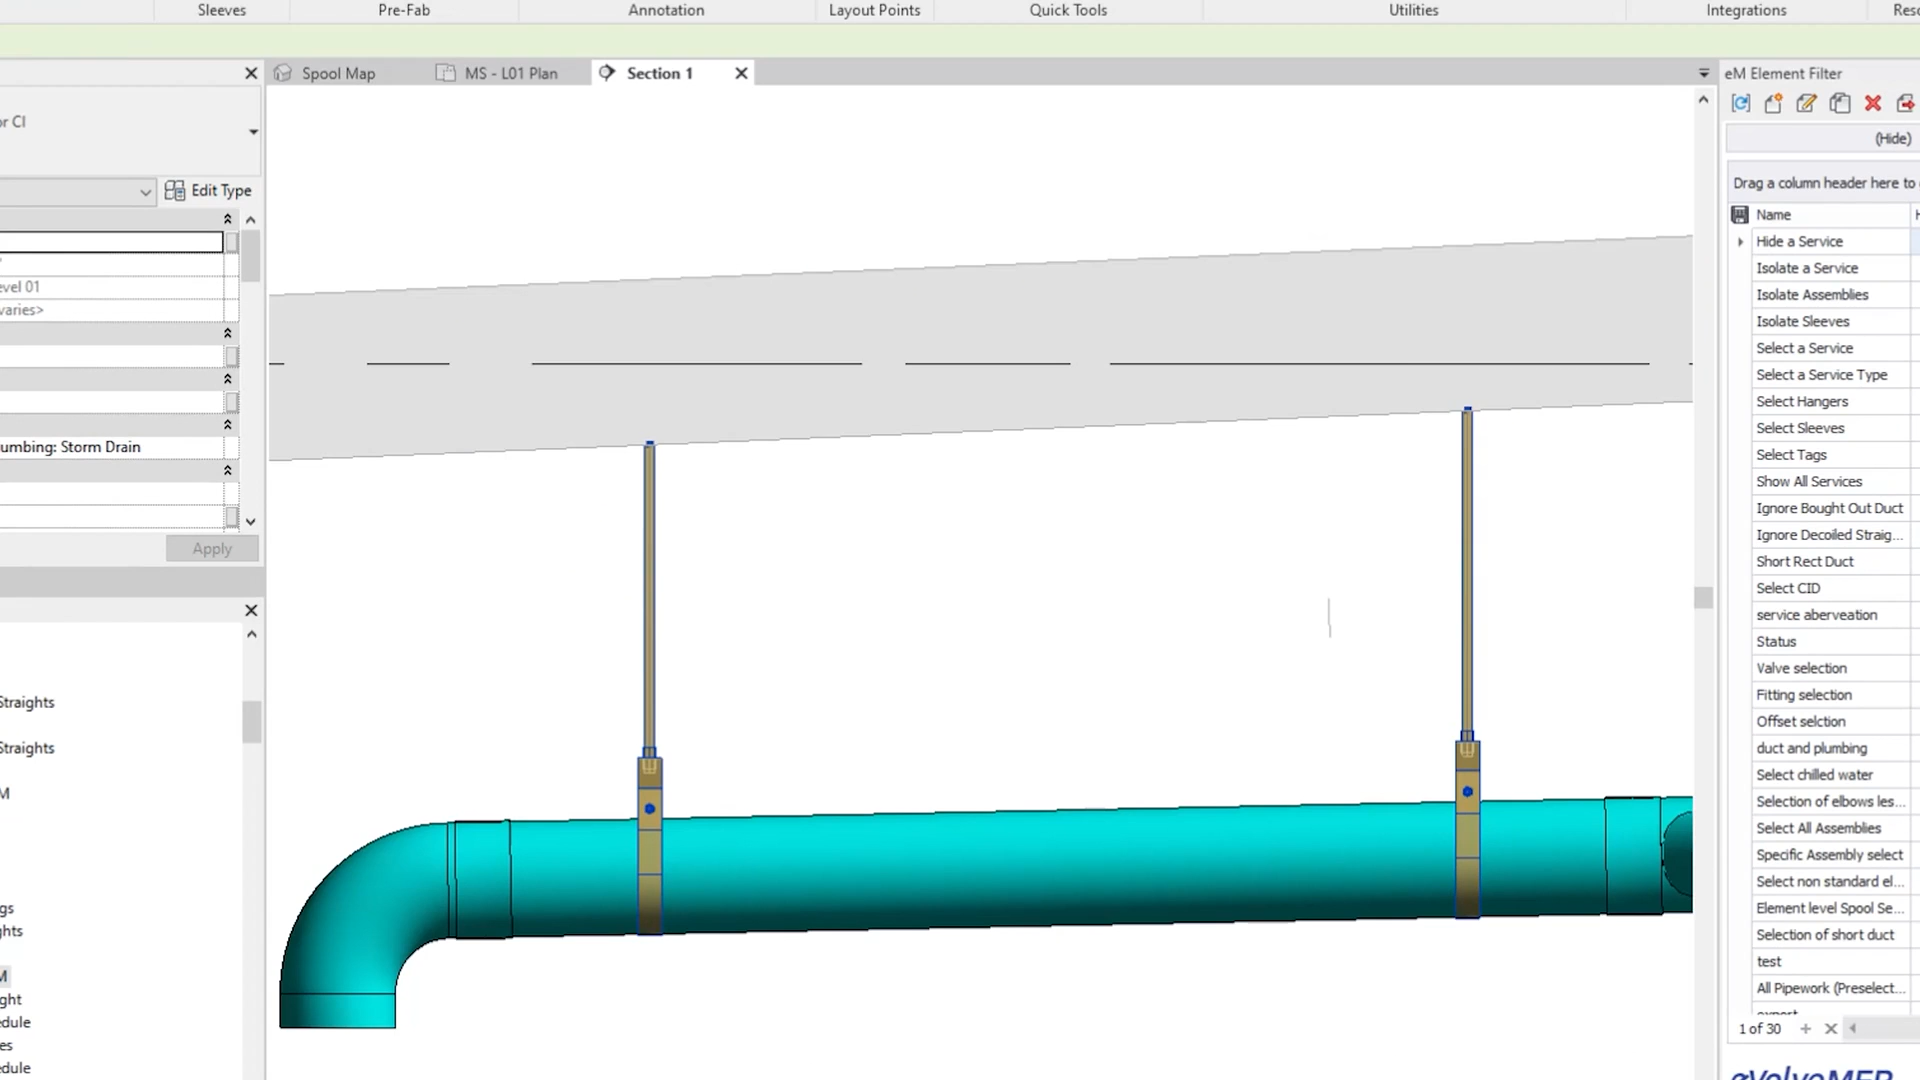 Sleeves Pre-Fab Annotation Layout Points Quick Tools Utilities Integrations
Spool Map MS - L01 Plan Section 1
eM Element Filter
or CI
(Hide)
Edit Type
Drag a column header here to
Name
Hide a Service
Isolate a Service
evel 01
Isolate Assemblies
varies>
Isolate Sleeves
Select a Service
Select a Service Type
Select Hangers
Select Sleeves
umbing: Storm Drain
Select Tags
Show All Services
Ignore Bought Out Duct
Ignore Decoiled Straig...
Apply
Short Rect Duct
Select CID
service aberveation
Status
Valve selection
Fitting selection
Straights
Offset selction
Straights
duct and plumbing
Select chilled water
M
Selection of elbows les...
Select All Assemblies
Specific Assembly select
Select non standard el...
gs
Element level Spool Se...
ghts
Selection of short duct
test
M
All Pipework (Preselect...
ght
export
edule
1 of 30
es
edule
eVolveMEP